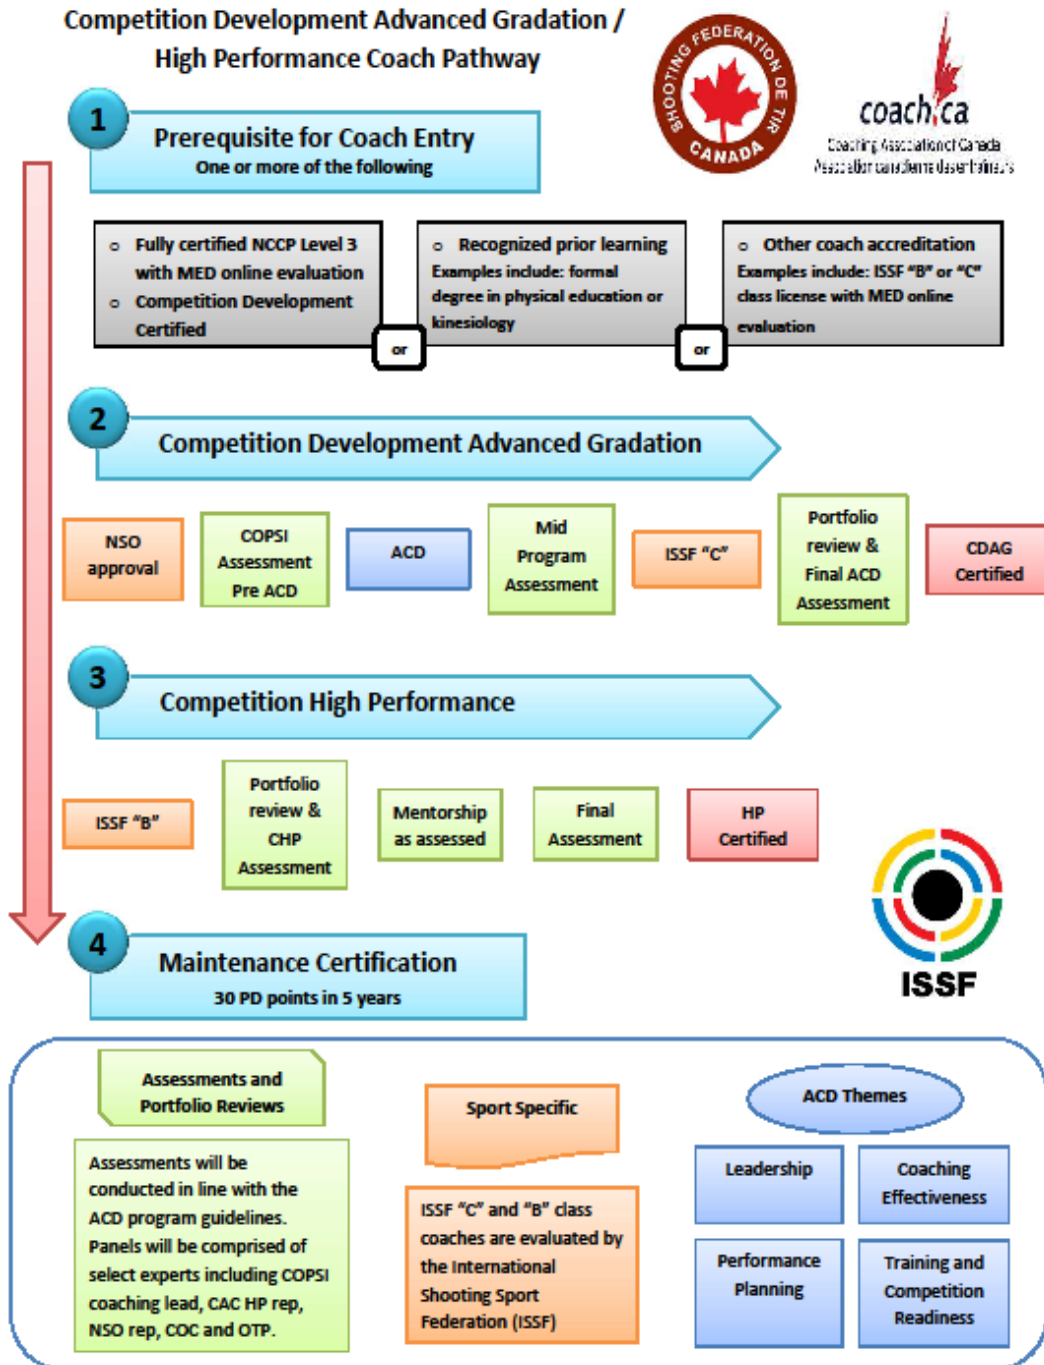 Competition Development Advanced Gradation /
High Performance Coach Pathway
SHOOTING FEDERATION DE TIR
CANADA
coach.ca
Coaching Association of Canada
Association canadienne des entraîneurs
1
Prerequisite for Coach Entry
One or more of the following
○ Fully certified NCCP Level 3
with MED online evaluation
○ Competition Development
Certified
or
○ Recognized prior learning
Examples include: formal
degree in physical education or
kinesiology
or
○ Other coach accreditation
Examples include: ISSF "B" or "C"
class license with MED online
evaluation
2
Competition Development Advanced Gradation
NSO
approval
COPSI
Assessment
Pre ACD
ACD
Mid
Program
Assessment
ISSF "C"
Portfolio
review &
Final ACD
Assessment
CDAG
Certified
3
Competition High Performance
ISSF "B"
Portfolio
review &
CHP
Assessment
Mentorship
as assessed
Final
Assessment
HP
Certified
ISSF
4
Maintenance Certification
30 PD points in 5 years
Assessments and
Portfolio Reviews
Assessments will be
conducted in line with the
ACD program guidelines.
Panels will be comprised of
select experts including COPSI
coaching lead, CAC HP rep,
NSO rep, COC and OTP.
Sport Specific
ISSF "C" and "B" class
coaches are evaluated by
the International
Shooting Sport
Federation (ISSF)
ACD Themes
Leadership
Coaching
Effectiveness
Performance
Planning
Training and
Competition
Readiness